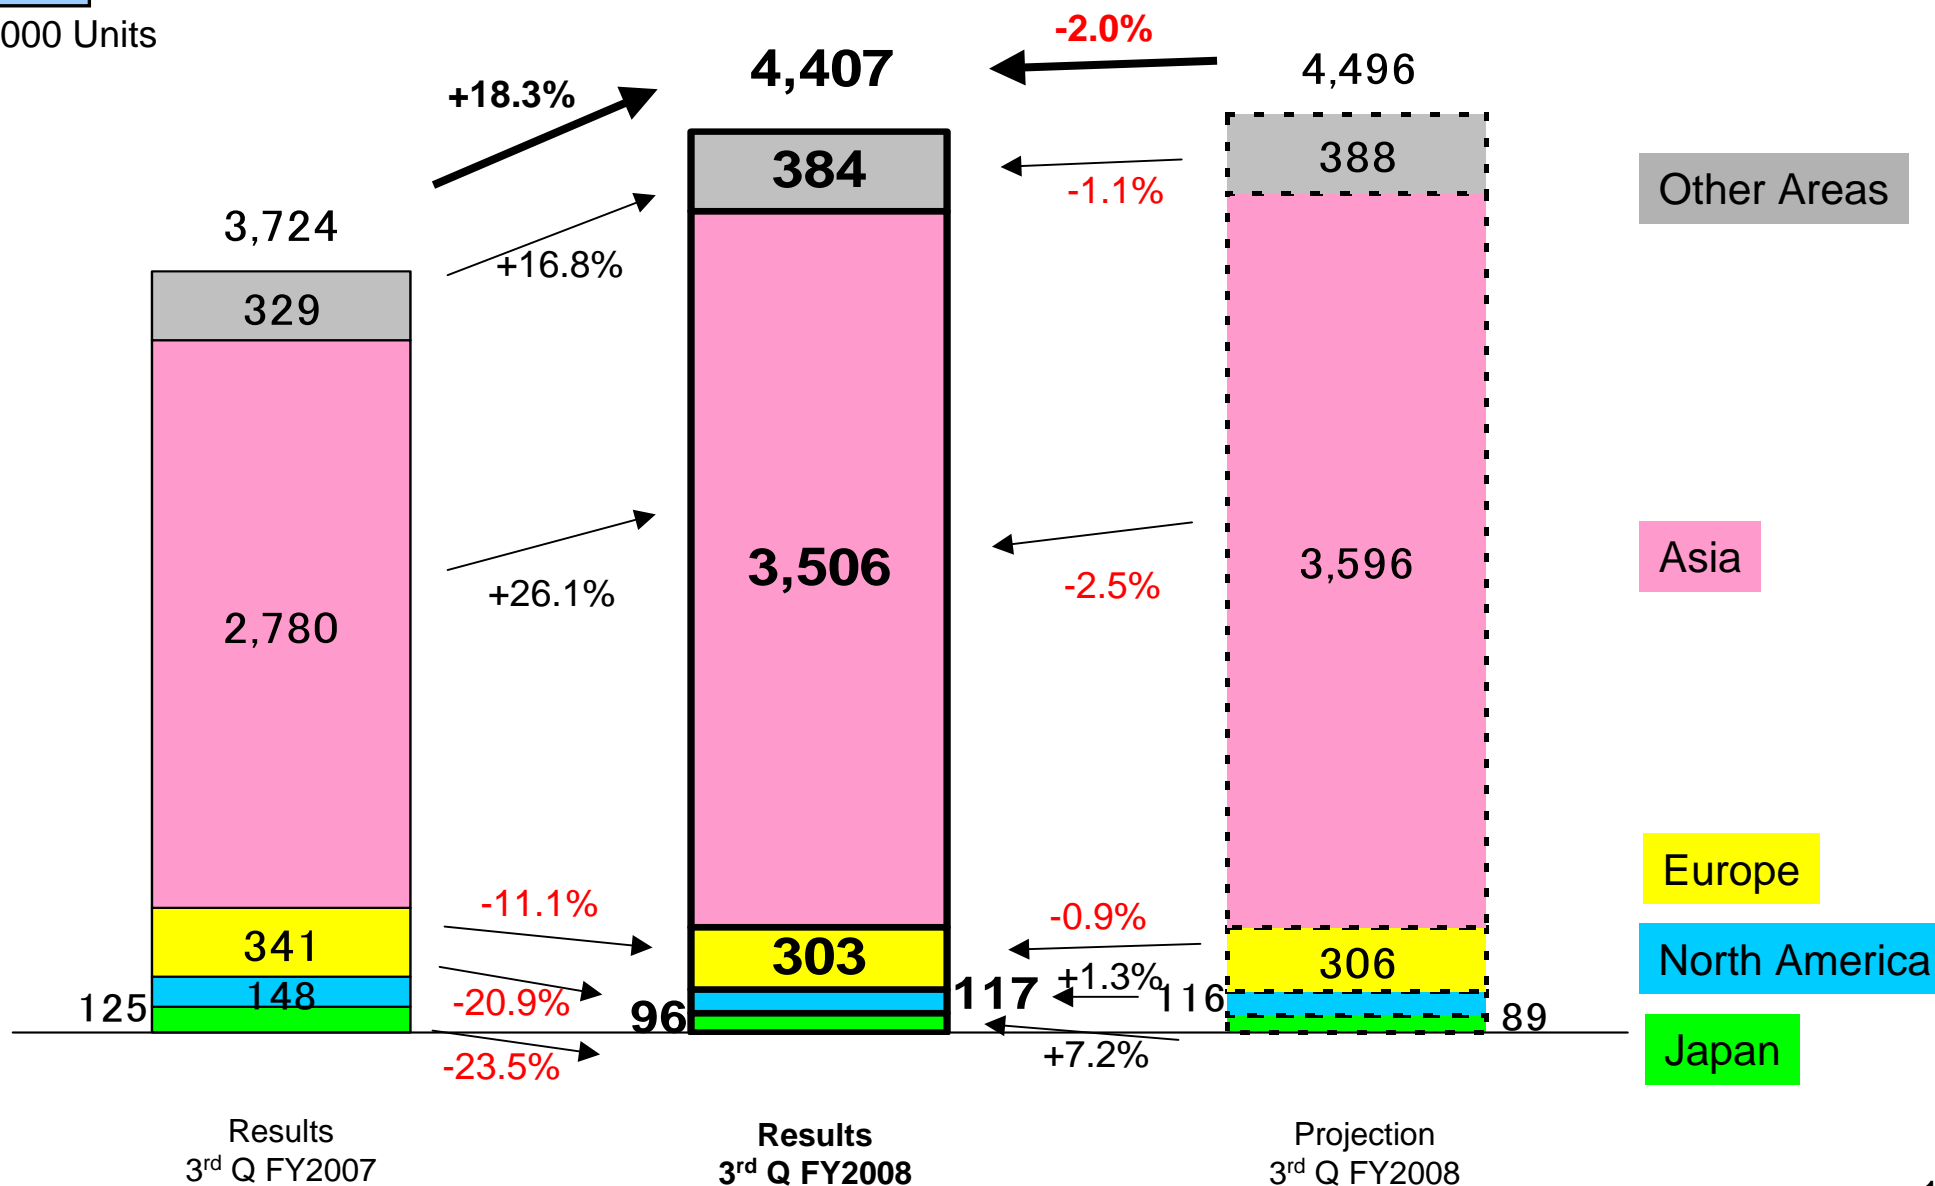 000 Units
-2.0%
4,407
4,496
+18.3%
384
388
Other Areas
-1.1%
3,724
+16.8%
329
3,506
3,596
Asia
-2.5%
+26.1%
2,780
Europe
-11.1%
-0.9%
341
303
306
North America
+1.3%
148
-20.9%
117
116
125
96
89
-23.5%
+7.2%
Japan
Results
3rd Q FY2007
Results
3rd Q FY2008
Projection
3rd Q FY2008